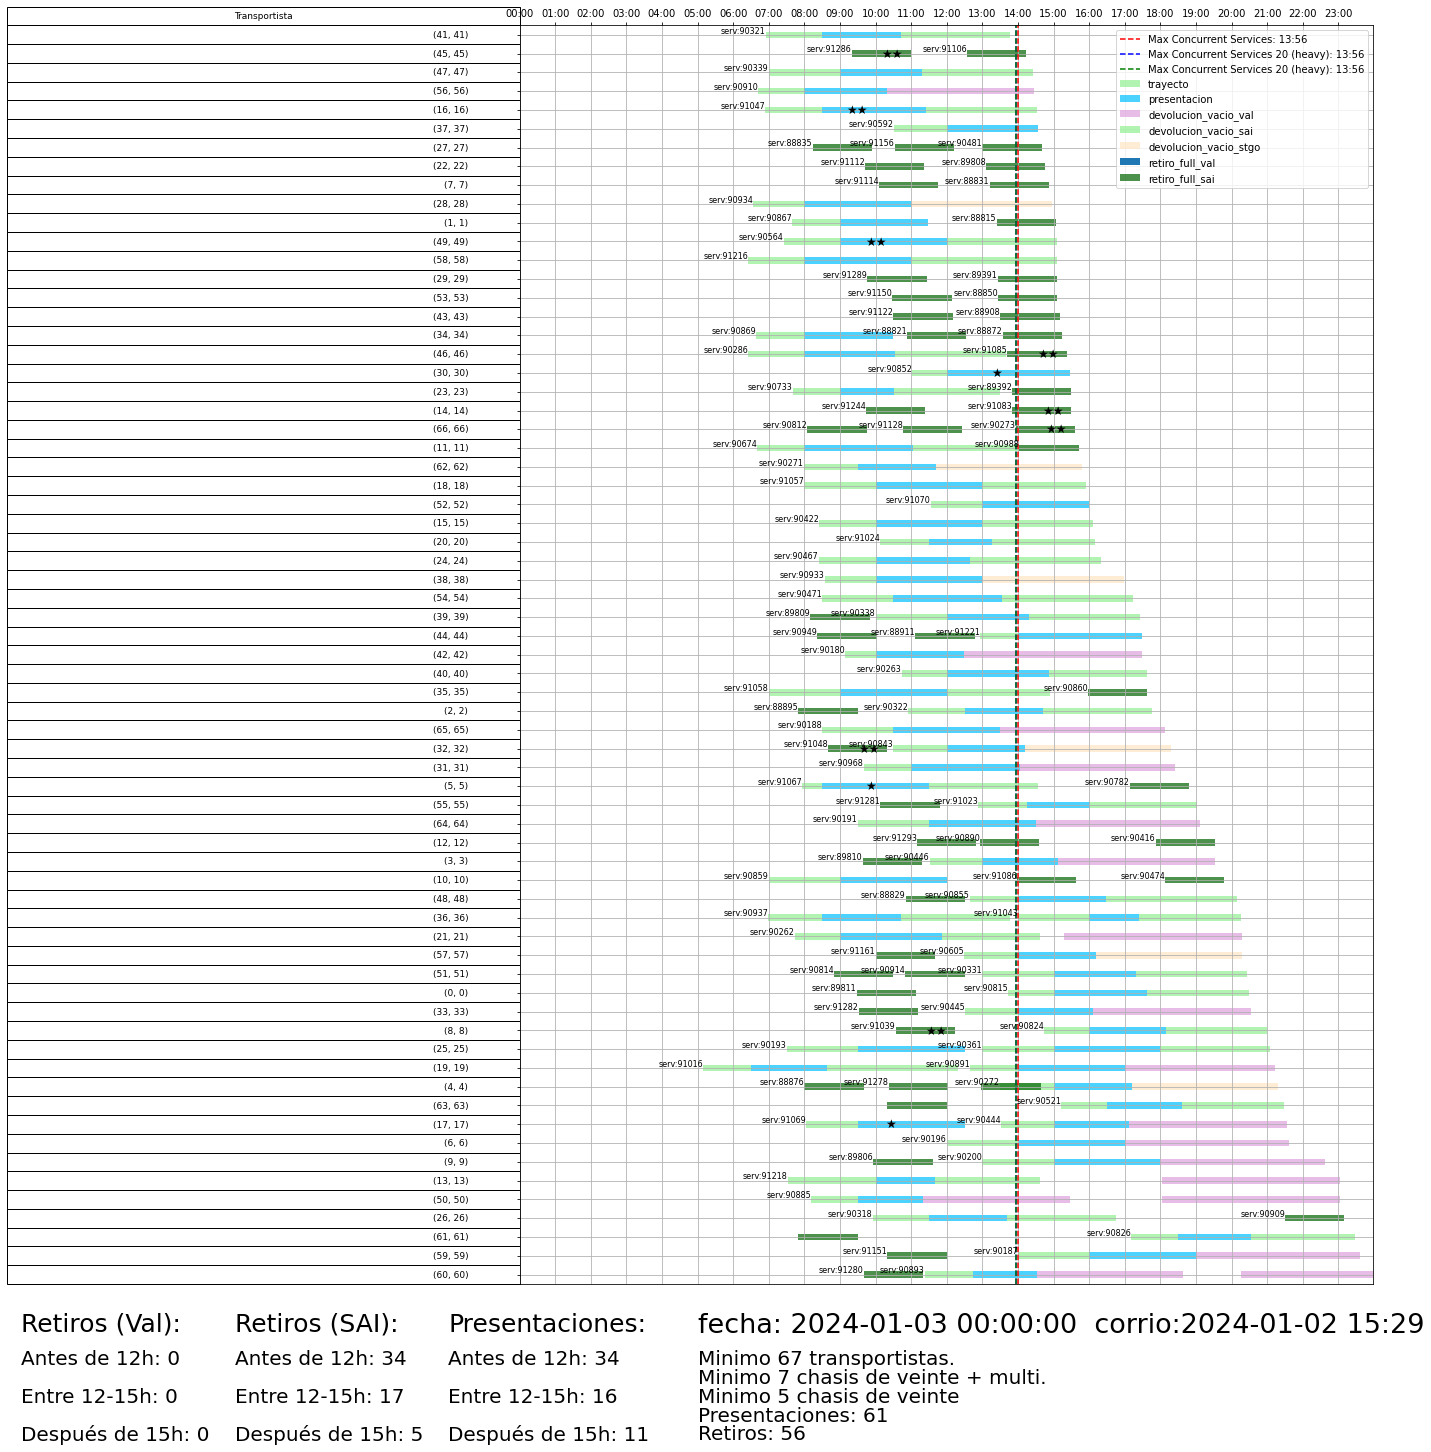 Transportista
00:00 01:00 02:00 03:00 04:00 05:00 06:00 07:00 08:00 09:00 10:00 11:00 12:00 13:00 14:00 15:00 16:00 17:00 18:00 19:00 20:00 21:00 22:00 23:00
Max Concurrent Services: 13:56
Max Concurrent Services 20 (heavy): 13:56
Max Concurrent Services 20 (heavy): 13:56
trayecto
presentacion
devolucion_vacio_val
devolucion_vacio_sai
devolucion_vacio_stgo
retiro_full_val
retiro_full_sai
(41, 41) serv:90321
(45, 45) serv:91286 serv:91106
(47, 47) serv:90339
(56, 56) serv:90910
(16, 16) serv:91047
(37, 37) serv:90592
(27, 27) serv:88835 serv:91156 serv:90481
(22, 22) serv:91112 serv:89808
(7, 7) serv:91114 serv:88831
(28, 28) serv:90934
(1, 1) serv:90867 serv:88815
(49, 49) serv:90564
(58, 58) serv:91216
(29, 29) serv:91289 serv:89391
(53, 53) serv:91150 serv:88850
(43, 43) serv:91122 serv:88908
(34, 34) serv:90869 serv:88821 serv:88872
(46, 46) serv:90286 serv:91085
(30, 30) serv:90852
(23, 23) serv:90733 serv:89392
(14, 14) serv:91244 serv:91083
(66, 66) serv:90812 serv:91128 serv:90273
(11, 11) serv:90674 serv:90988
(62, 62) serv:90271
(18, 18) serv:91057
(52, 52) serv:91070
(15, 15) serv:90422
(20, 20) serv:91024
(24, 24) serv:90467
(38, 38) serv:90933
(54, 54) serv:90471
(39, 39) serv:89809 serv:90338
(44, 44) serv:90949 serv:88911 serv:91221
(42, 42) serv:90180
(40, 40) serv:90263
(35, 35) serv:91058 serv:90860
(2, 2) serv:88895 serv:90322
(65, 65) serv:90188
(32, 32) serv:91048 serv:90843
(31, 31) serv:90968
(5, 5) serv:91067 serv:90782
(55, 55) serv:91281 serv:91023
(64, 64) serv:90191
(12, 12) serv:91293 serv:90890 serv:90416
(3, 3) serv:89810 serv:90446
(10, 10) serv:90859 serv:91086 serv:90474
(48, 48) serv:88829 serv:90855
(36, 36) serv:90937 serv:91043
(21, 21) serv:90262
(57, 57) serv:91161 serv:90605
(51, 51) serv:90814 serv:90914 serv:90331
(0, 0) serv:89811 serv:90815
(33, 33) serv:91282 serv:90445
(8, 8) serv:91039 serv:90824
(25, 25) serv:90193 serv:90361
(19, 19) serv:91016 serv:90891
(4, 4) serv:88876 serv:91278 serv:90272
(63, 63) serv:90521
(17, 17) serv:91069 serv:90444
(6, 6) serv:90196
(9, 9) serv:89806 serv:90200
(13, 13) serv:91218
(50, 50) serv:90885
(26, 26) serv:90318 serv:90909
(61, 61) serv:90826
(59, 59) serv:91151 serv:90187
(60, 60) serv:91280 serv:90893
Retiros (Val): Retiros (SAI): Presentaciones: fecha: 2024-01-03 00:00:00 corrio:2024-01-02 15:29
Antes de 12h: 0 Antes de 12h: 34 Antes de 12h: 34 Minimo 67 transportistas.
Minimo 7 chasis de veinte + multi.
Entre 12-15h: 0 Entre 12-15h: 17 Entre 12-15h: 16 Minimo 5 chasis de veinte
Presentaciones: 61
Después de 15h: 0 Después de 15h: 5 Después de 15h: 11 Retiros: 56